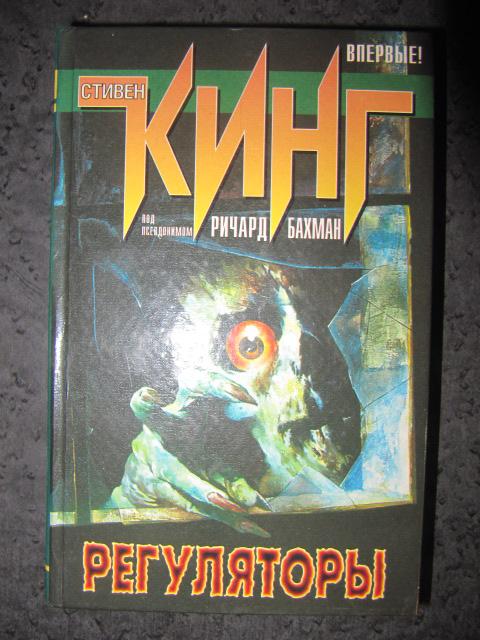 ВПЕРВЫЕ!
СТИВЕН
КИНГ
под
псевдонимом
РИЧАРД БАХМАН
РЕГУЛЯТОРЫ